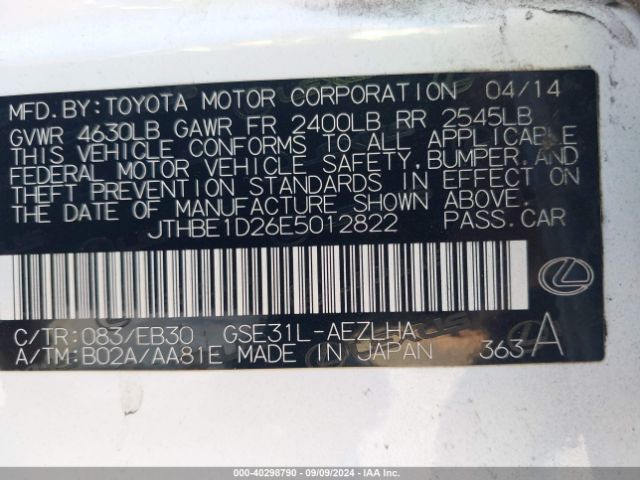 MFD.BY:TOYOTA MOTOR CORPORATION 04/14
GVWR 4630LB GAWR FR 2400LB RR 2545LB
THIS VEHICLE CONFORMS TO ALL APPLICABLE
FEDERAL MOTOR VEHICLE SAFETY,BUMPER,AND
THEFT PREVENTION STANDARDS IN EFFECT ON
THE DATE OF MANUFACTURE SHOWN ABOVE.
JTHBE1D26E5012822 PASS.CAR
C/TR:083/EB30 GSE31L-AEZLHA
A/TM:B02A/AA81E MADE IN JAPAN 363 A
000-40298790 - 09/09/2024 - IAA Inc.